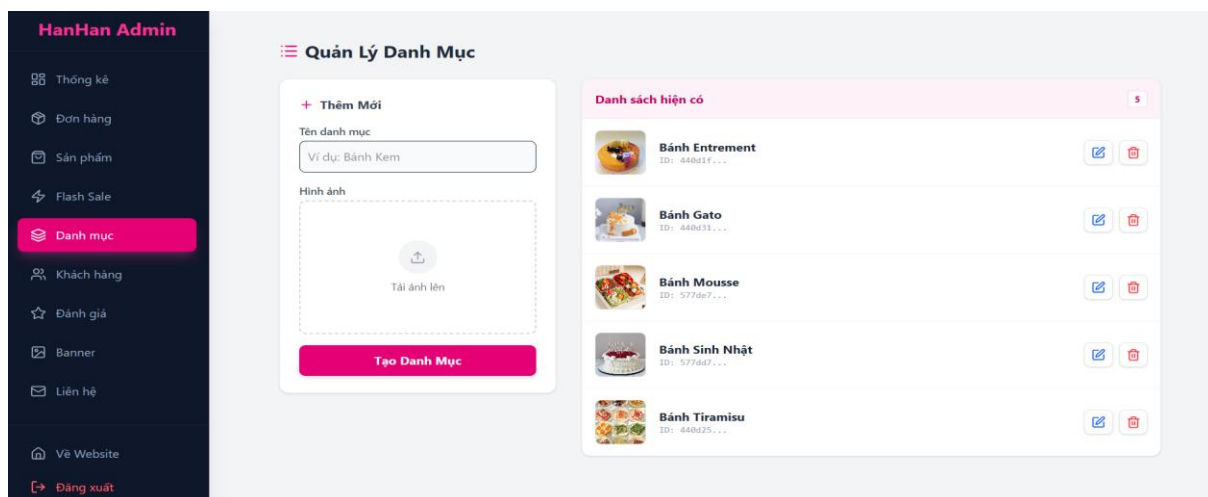 HanHan Admin
Thống kê
Đơn hàng
Sản phẩm
Flash Sale
Danh mục
Khách hàng
Đánh giá
Banner
Liên hệ
Về Website
Đăng xuất
Quản Lý Danh Mục
+ Thêm Mới
Tên danh mục
Ví dụ: Bánh Kem
Hình ảnh
Tải ảnh lên
Tạo Danh Mục
Danh sách hiện có
5
Bánh Entrement
ID: 440d1f...
Bánh Gato
ID: 440d31...
Bánh Mousse
ID: 577de7...
Bánh Sinh Nhật
ID: 577dd7...
Bánh Tiramisu
ID: 440d25...